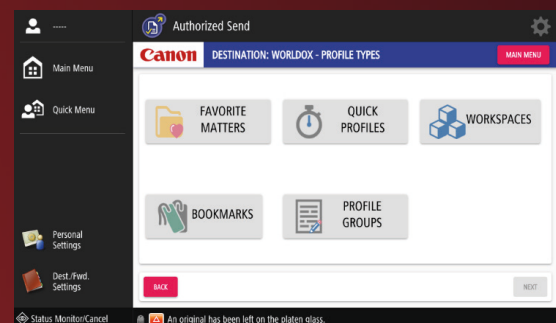 -----
Authorized Send
Canon
DESTINATION: WORLDOX - PROFILE TYPES
MAIN MENU
Main Menu
Quick Menu
FAVORITE
MATTERS
QUICK
PROFILES
WORKSPACES
BOOKMARKS
PROFILE
GROUPS
Personal
Settings
Dest./Fwd.
Settings
BACK
NEXT
Status Monitor/Cancel
An original has been left on the platen glass.